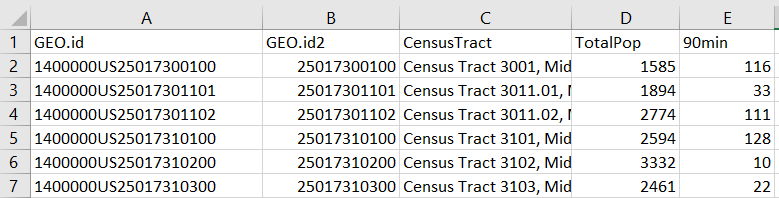 A B C D E
1 GEO.id GEO.id2 CensusTract TotalPop 90min
2 1400000US25017300100 25017300100 Census Tract 3001, Mid 1585 116
3 1400000US25017301101 25017301101 Census Tract 3011.01, M 1894 33
4 1400000US25017301102 25017301102 Census Tract 3011.02, M 2774 111
5 1400000US25017310100 25017310100 Census Tract 3101, Mid 2594 128
6 1400000US25017310200 25017310200 Census Tract 3102, Mid 3332 10
7 1400000US25017310300 25017310300 Census Tract 3103, Mid 2461 22